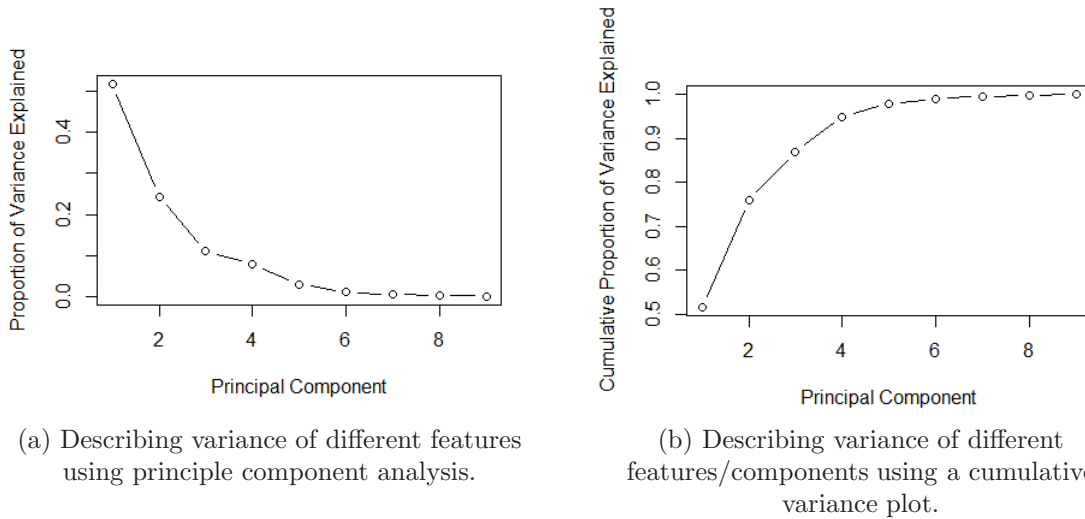 Proportion of Variance Explained
0.4
0.2
0.0
2 4 6 8
Principal Component
(a) Describing variance of different features
using principle component analysis.
Cumulative Proportion of Variance Explained
1.0
0.9
0.8
0.7
0.6
0.5
2 4 6 8
Principal Component
(b) Describing variance of different
features/components using a cumulative
variance plot.